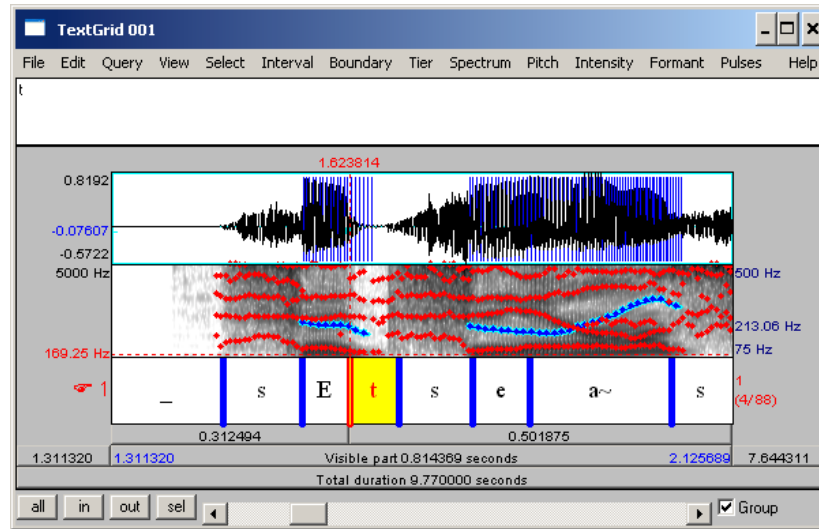 TextGrid 001
File Edit Query View Select Interval Boundary Tier Spectrum Pitch Intensity Formant Pulses Help
t
1.623814
0.8192
-0.07607
-0.5722
5000 Hz 500 Hz
213.06 Hz
169.25 Hz 75 Hz
1 _ s E t s e a~ s 1
(4/88)
0.312494 0.501875
1.311320 1.311320 Visible part 0.814369 seconds 2.125689 7.644311
Total duration 9.770000 seconds
all in out sel Group